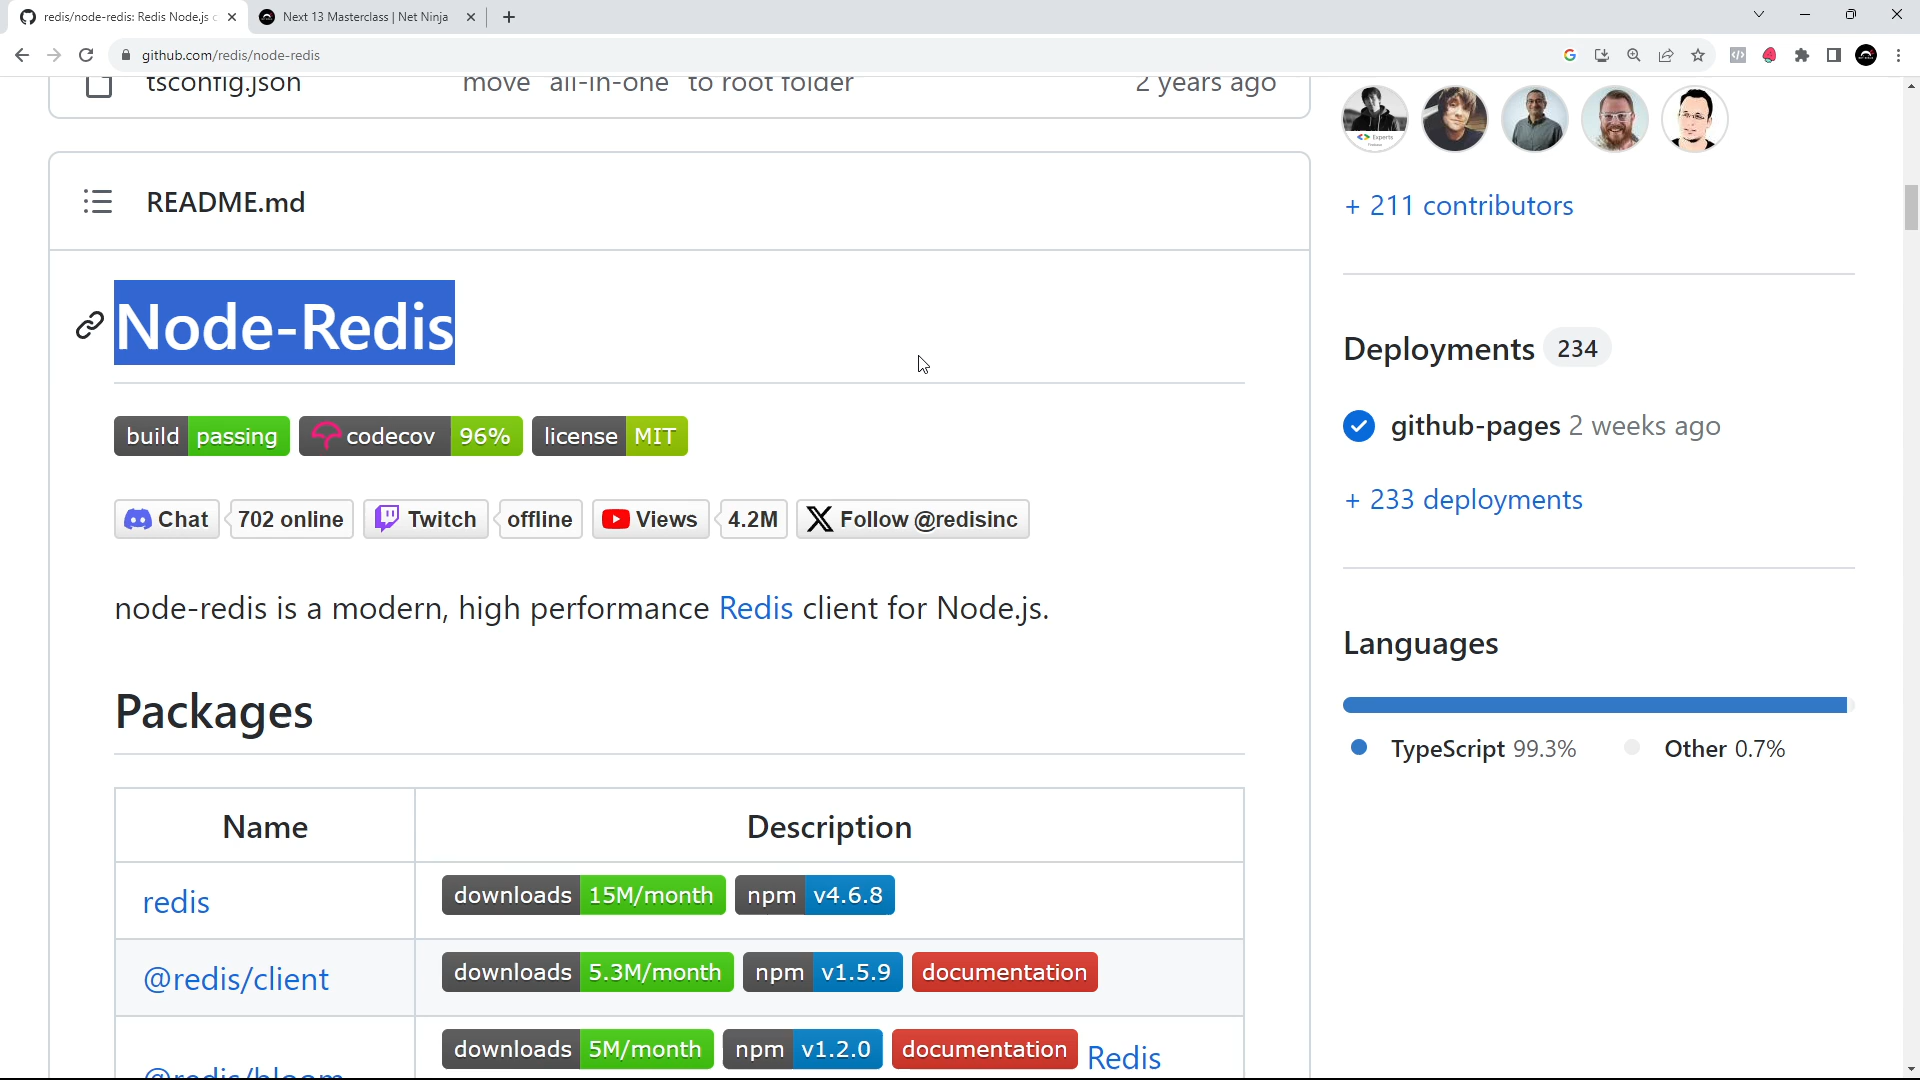 redis/node-redis: Redis Node.js c
Next 13 Masterclass | Net Ninja
github.com/redis/node-redis
tsconfig.json
move all-in-one to root folder
2 years ago
Experts
+ 211 contributors
README.md
Node-Redis
Deployments 234
github-pages 2 weeks ago
+ 233 deployments
build passing
codecov 96%
license MIT
Chat
702 online
Twitch
offline
Views
4.2M
Follow @redisinc
node-redis is a modern, high performance Redis client for Node.js.
Languages
TypeScript 99.3%
Other 0.7%
Packages
Name
Description
redis
downloads 15M/month
npm v4.6.8
@redis/client
downloads 5.3M/month
npm v1.5.9
documentation
@redis/bloom
downloads 5M/month
npm v1.2.0
documentation
Redis